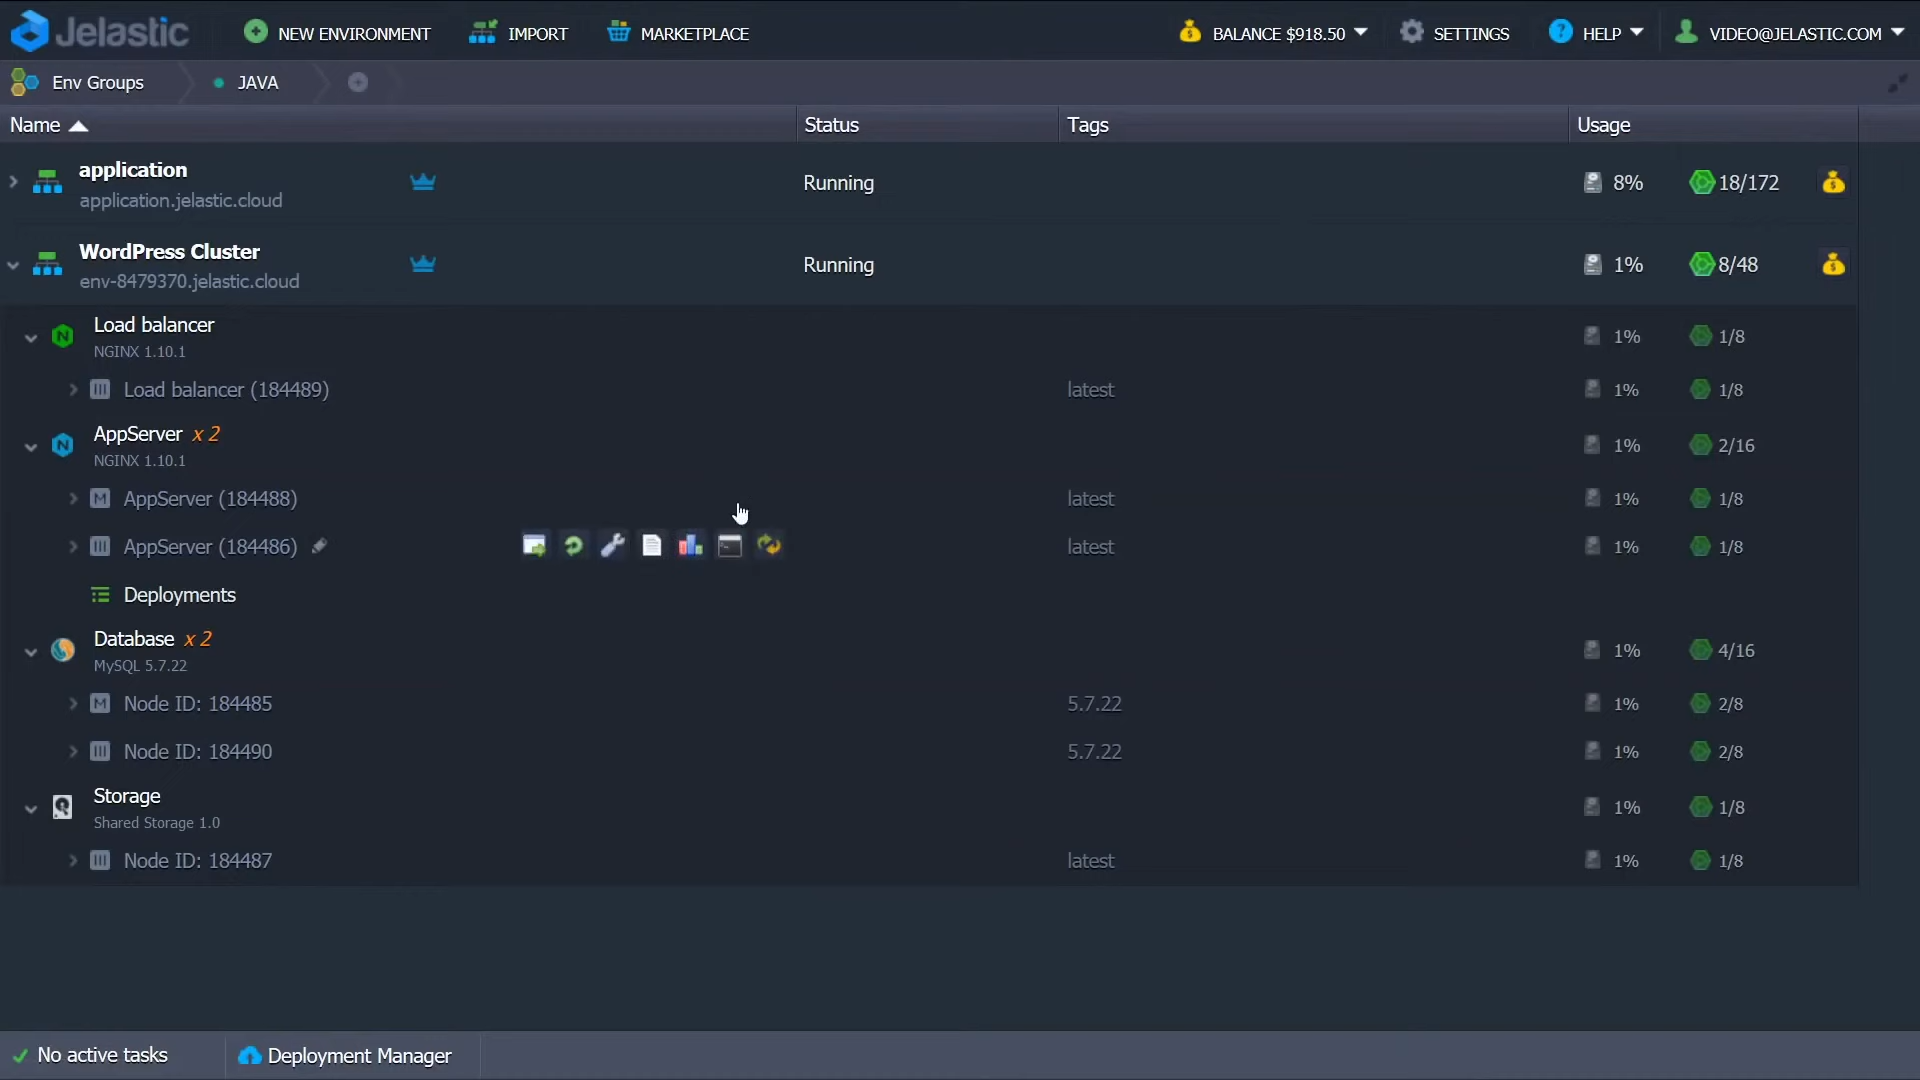 Jelastic NEW ENVIRONMENT IMPORT MARKETPLACE BALANCE $918.50 SETTINGS ? HELP VIDEO@JELASTIC.COM
Env Groups JAVA
Name Status Tags Usage
application Running 8% 18/172
application.jelastic.cloud
WordPress Cluster Running 1% 8/48
env-8479370.jelastic.cloud
Load balancer 1% 1/8
NGINX 1.10.1
Load balancer (184489) latest 1% 1/8
AppServer x 2 1% 2/16
NGINX 1.10.1
M AppServer (184488) latest 1% 1/8
AppServer (184486) latest 1% 1/8
Deployments
Database x 2 1% 4/16
MySQL 5.7.22
M Node ID: 184485 5.7.22 1% 2/8
Node ID: 184490 5.7.22 1% 2/8
Storage 1% 1/8
Shared Storage 1.0
Node ID: 184487 latest 1% 1/8
No active tasks Deployment Manager